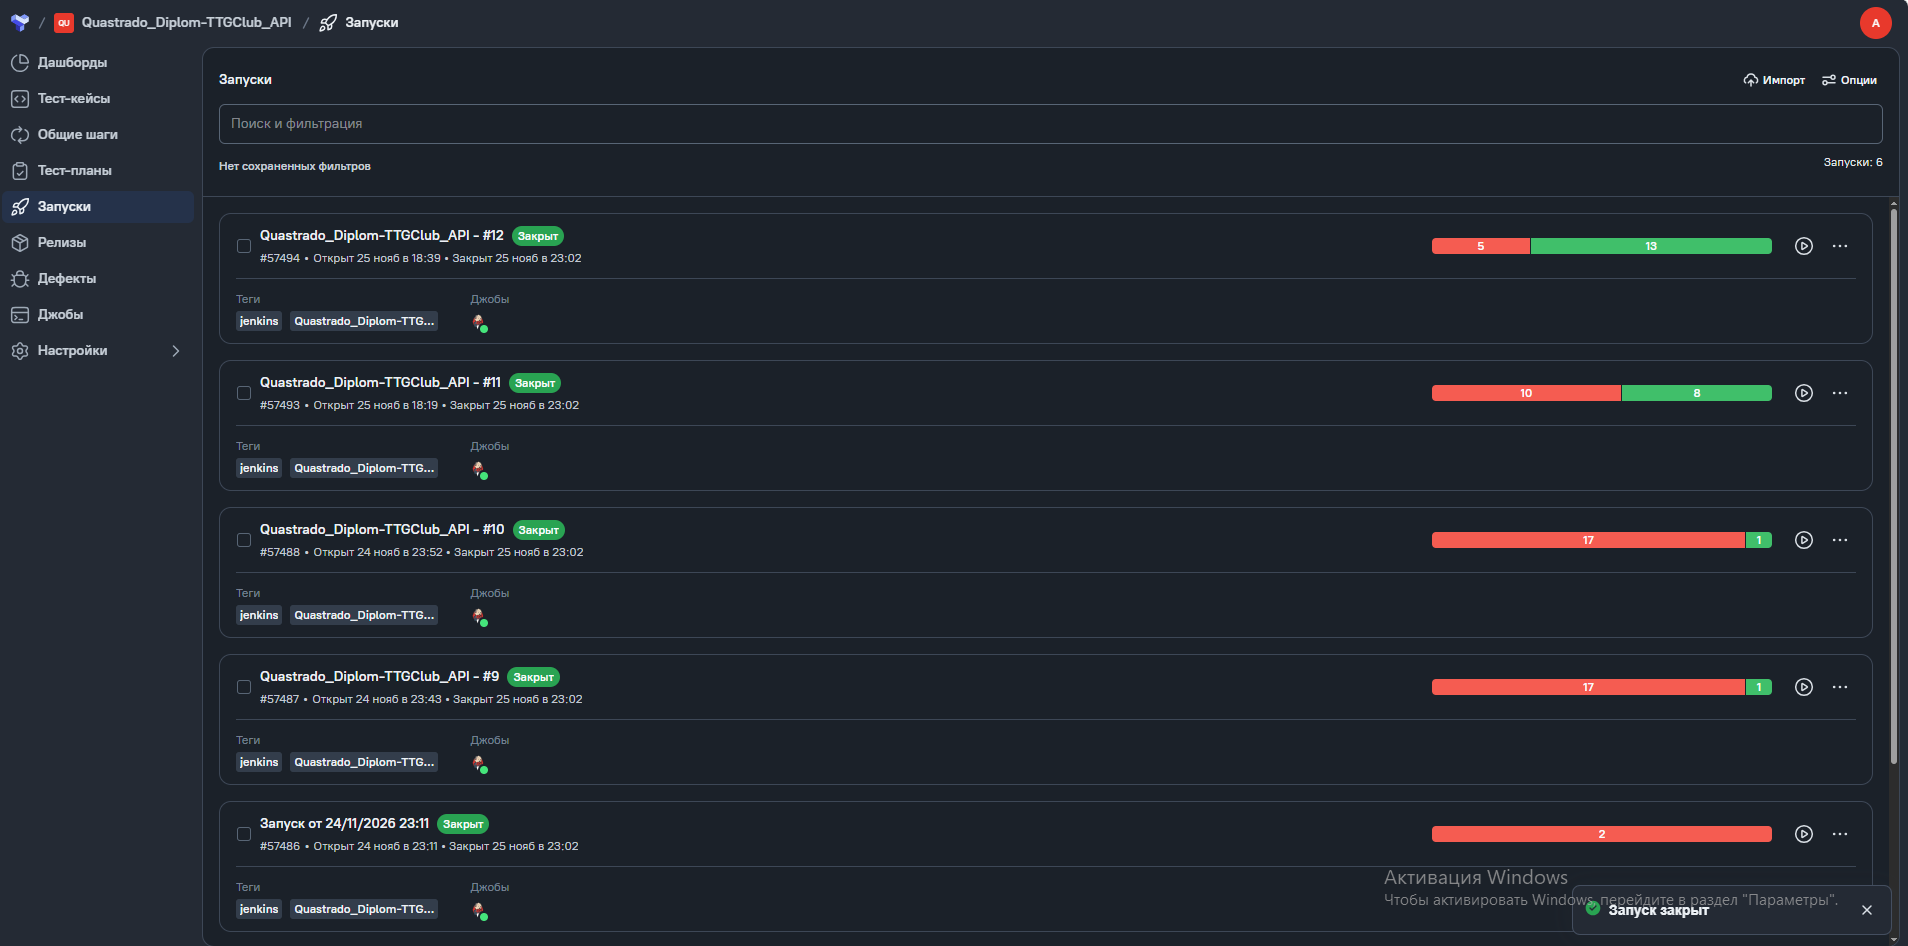 / QU Quastrado_Diplom-TTGClub_API / Запуски
A
Дашборды
Тест-кейсы
Общие шаги
Тест-планы
Запуски
Релизы
Дефекты
Джобы
Настройки
Запуски
Импорт
Опции
Поиск и фильтрация
Нет сохраненных фильтров
Запуски: 6
Quastrado_Diplom-TTGClub_API - #12 Закрыт
#57494 • Открыт 25 нояб в 18:39 • Закрыт 25 нояб в 23:02
5 13
Теги Джобы
jenkins Quastrado_Diplom-TTG...
Quastrado_Diplom-TTGClub_API - #11 Закрыт
#57493 • Открыт 25 нояб в 18:19 • Закрыт 25 нояб в 23:02
10 8
Теги Джобы
jenkins Quastrado_Diplom-TTG...
Quastrado_Diplom-TTGClub_API - #10 Закрыт
#57488 • Открыт 24 нояб в 23:52 • Закрыт 25 нояб в 23:02
17 1
Теги Джобы
jenkins Quastrado_Diplom-TTG...
Quastrado_Diplom-TTGClub_API - #9 Закрыт
#57487 • Открыт 24 нояб в 23:43 • Закрыт 25 нояб в 23:02
17 1
Теги Джобы
jenkins Quastrado_Diplom-TTG...
Запуск от 24/11/2026 23:11 Закрыт
#57486 • Открыт 24 нояб в 23:11 • Закрыт 25 нояб в 23:02
2
Теги Джобы
jenkins Quastrado_Diplom-TTG...
Активация Windows
Чтобы активировать Windows, перейдите в раздел "Параметры".
Запуск закрыт